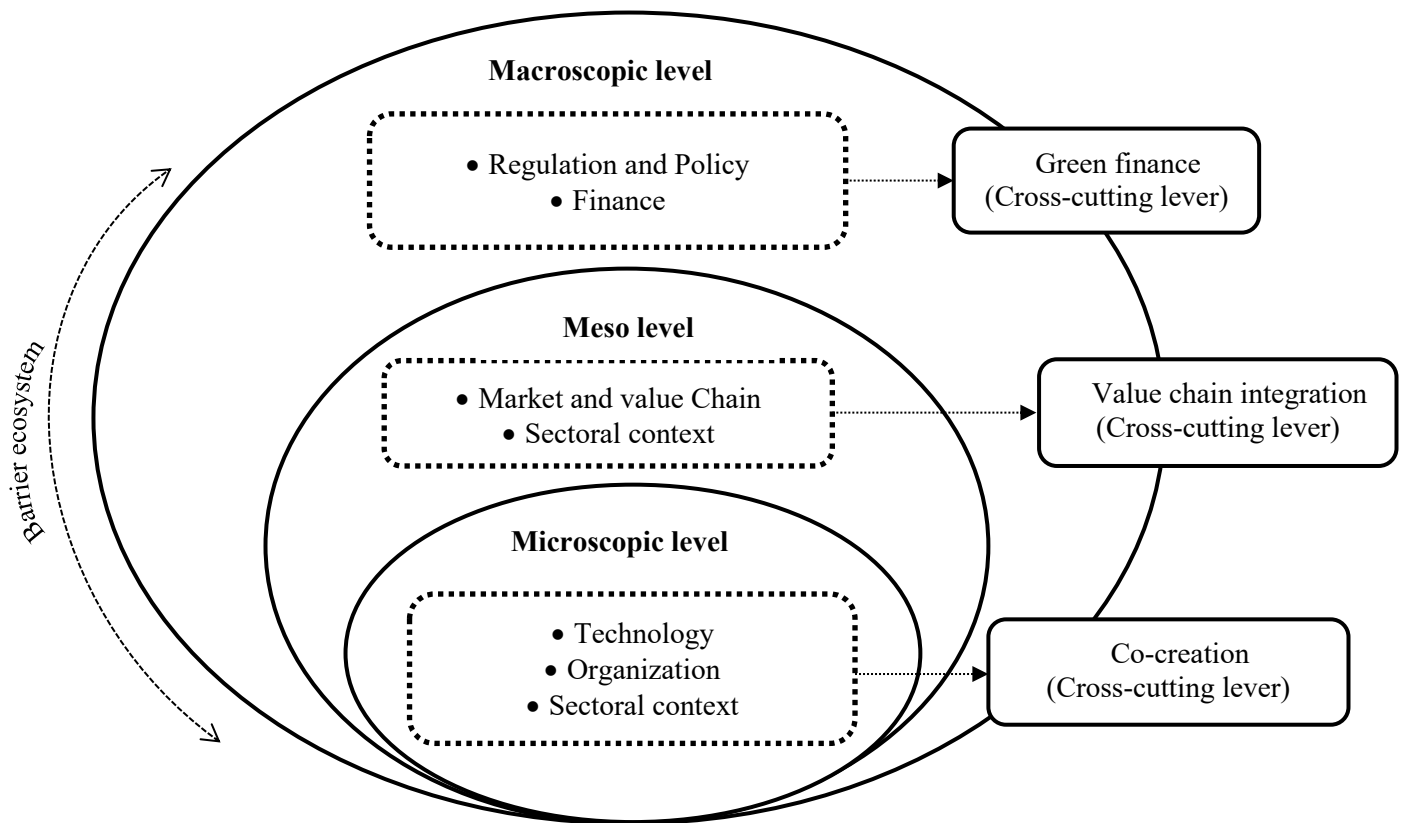 Macroscopic level
• Regulation and Policy
• Finance
Green finance
(Cross-cutting lever)
Meso level
• Market and value Chain
• Sectoral context
Value chain integration
(Cross-cutting lever)
Barrier ecosystem
Microscopic level
• Technology
• Organization
• Sectoral context
Co-creation
(Cross-cutting lever)